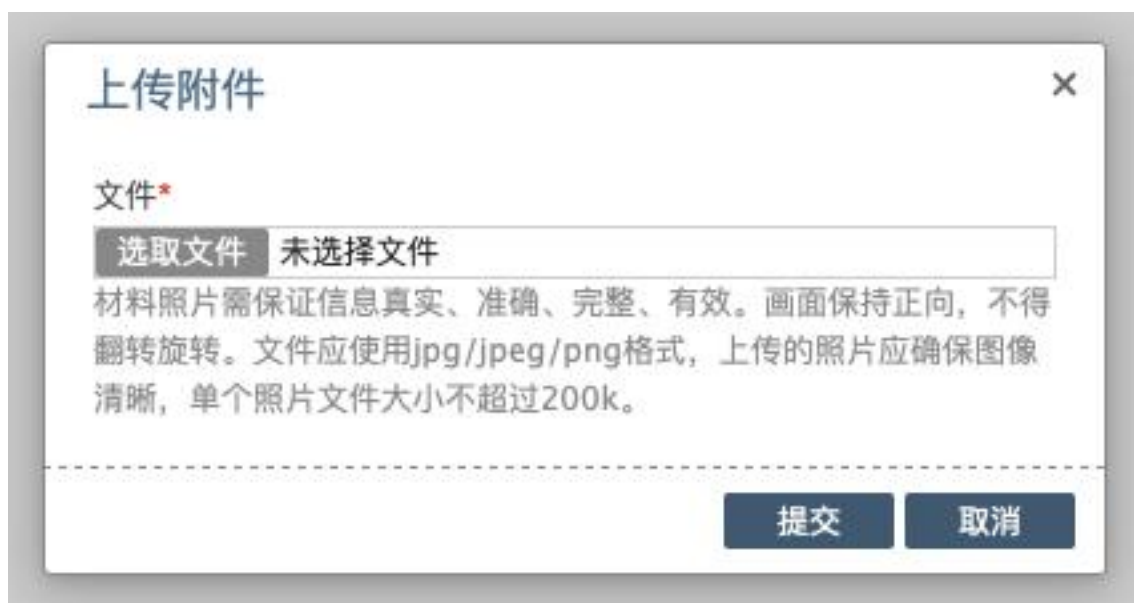 上传附件
×
文件*
选取文件 未选择文件
材料照片需保证信息真实、准确、完整、有效。画面保持正向，不得
翻转旋转。文件应使用jpg/jpeg/png格式，上传的照片应确保图像
清晰，单个照片文件大小不超过200k。
提交 取消